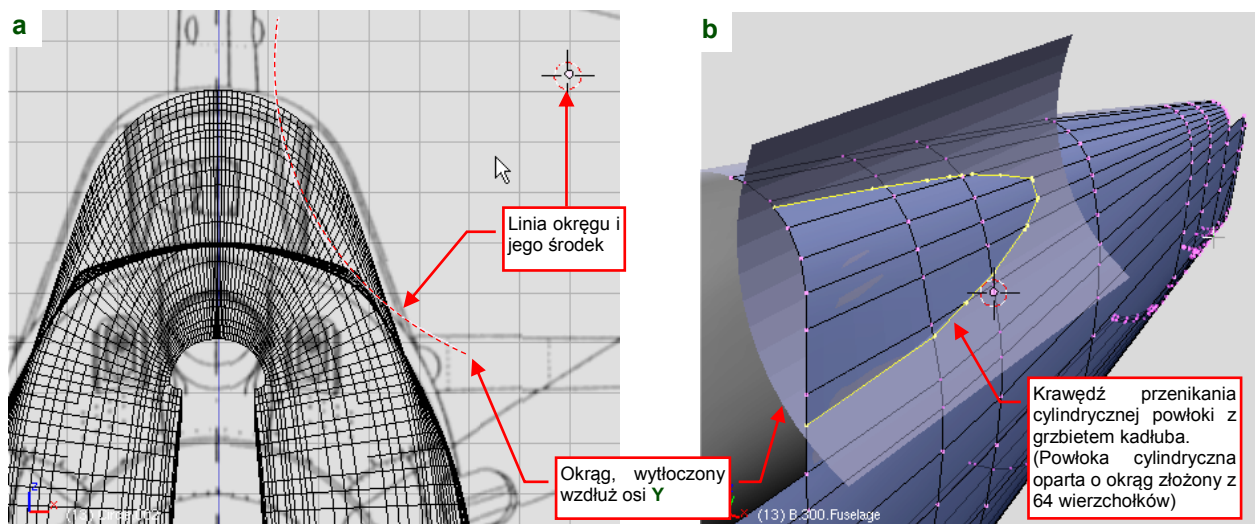 a
b
Linia okręgu i
jego środek
Okrąg, wytłoczony
wzdłuż osi Y
Krawędź przenikania
cylindrycznej powłoki z
grzbietem kadłuba.
(Powłoka cylindryczna
oparta o okrąg złożony z
64 wierzchołków)
z
x
x
(13) B.300.Fuselage